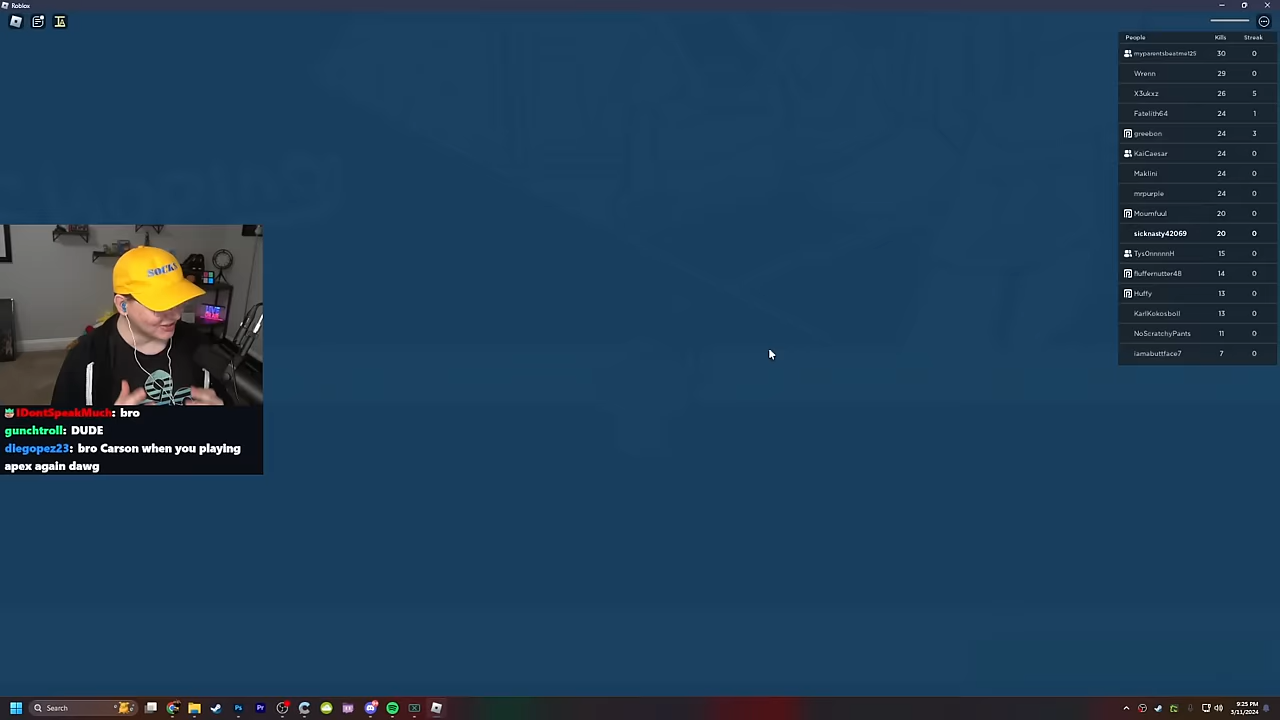 Roblox
People Kills Streak
myparentsbeatme125 30 0
Wrenn 29 0
X3ukxz 26 5
Fatelith64 24 1
greebon 24 3
KaiCaesar 24 0
Maklini 24 0
mrpurple 24 0
Moumfuul 20 0
sicknasty42069 20 0
Tys0nnnnnH 15 0
fluffernutter48 14 0
Huffy 13 0
KarlKokosboll 13 0
NoScratchyPants 11 0
iamabuttface7 7 0
SOCKS
IDontSpeakMuch: bro
gunchtroll: DUDE
diegopez23: bro Carson when you playing
apex again dawg
Search
9:25 PM
3/11/2024